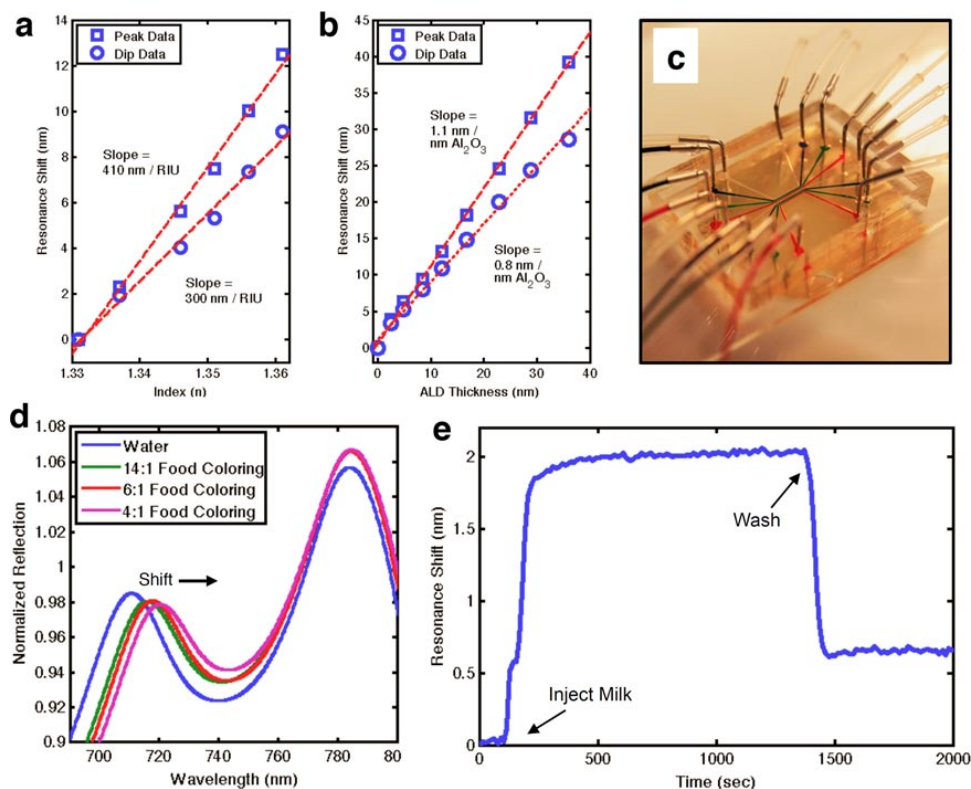 a
Peak Data
Dip Data
Slope =
410 nm / RIU
Slope =
300 nm / RIU
Resonance Shift (nm)
14
12
10
8
6
4
2
0
1.33
1.34
1.35
1.36
Index (n)
b
Peak Data
Dip Data
Slope =
1.1 nm /
nm Al₂O₃
Slope =
0.8 nm /
nm Al₂O₃
Resonance Shift (nm)
45
40
35
30
25
20
15
10
5
0
0
10
20
30
40
ALD Thickness (nm)
c
d
Water
14:1 Food Coloring
6:1 Food Coloring
4:1 Food Coloring
Shift
Normalized Reflection
1.08
1.06
1.04
1.02
1
0.98
0.96
0.94
0.92
0.9
700
720
740
760
780
80
Wavelength (nm)
e
Wash
Inject Milk
Resonance Shift (nm)
2
1.5
1
0.5
0
0
500
1000
1500
2000
Time (sec)